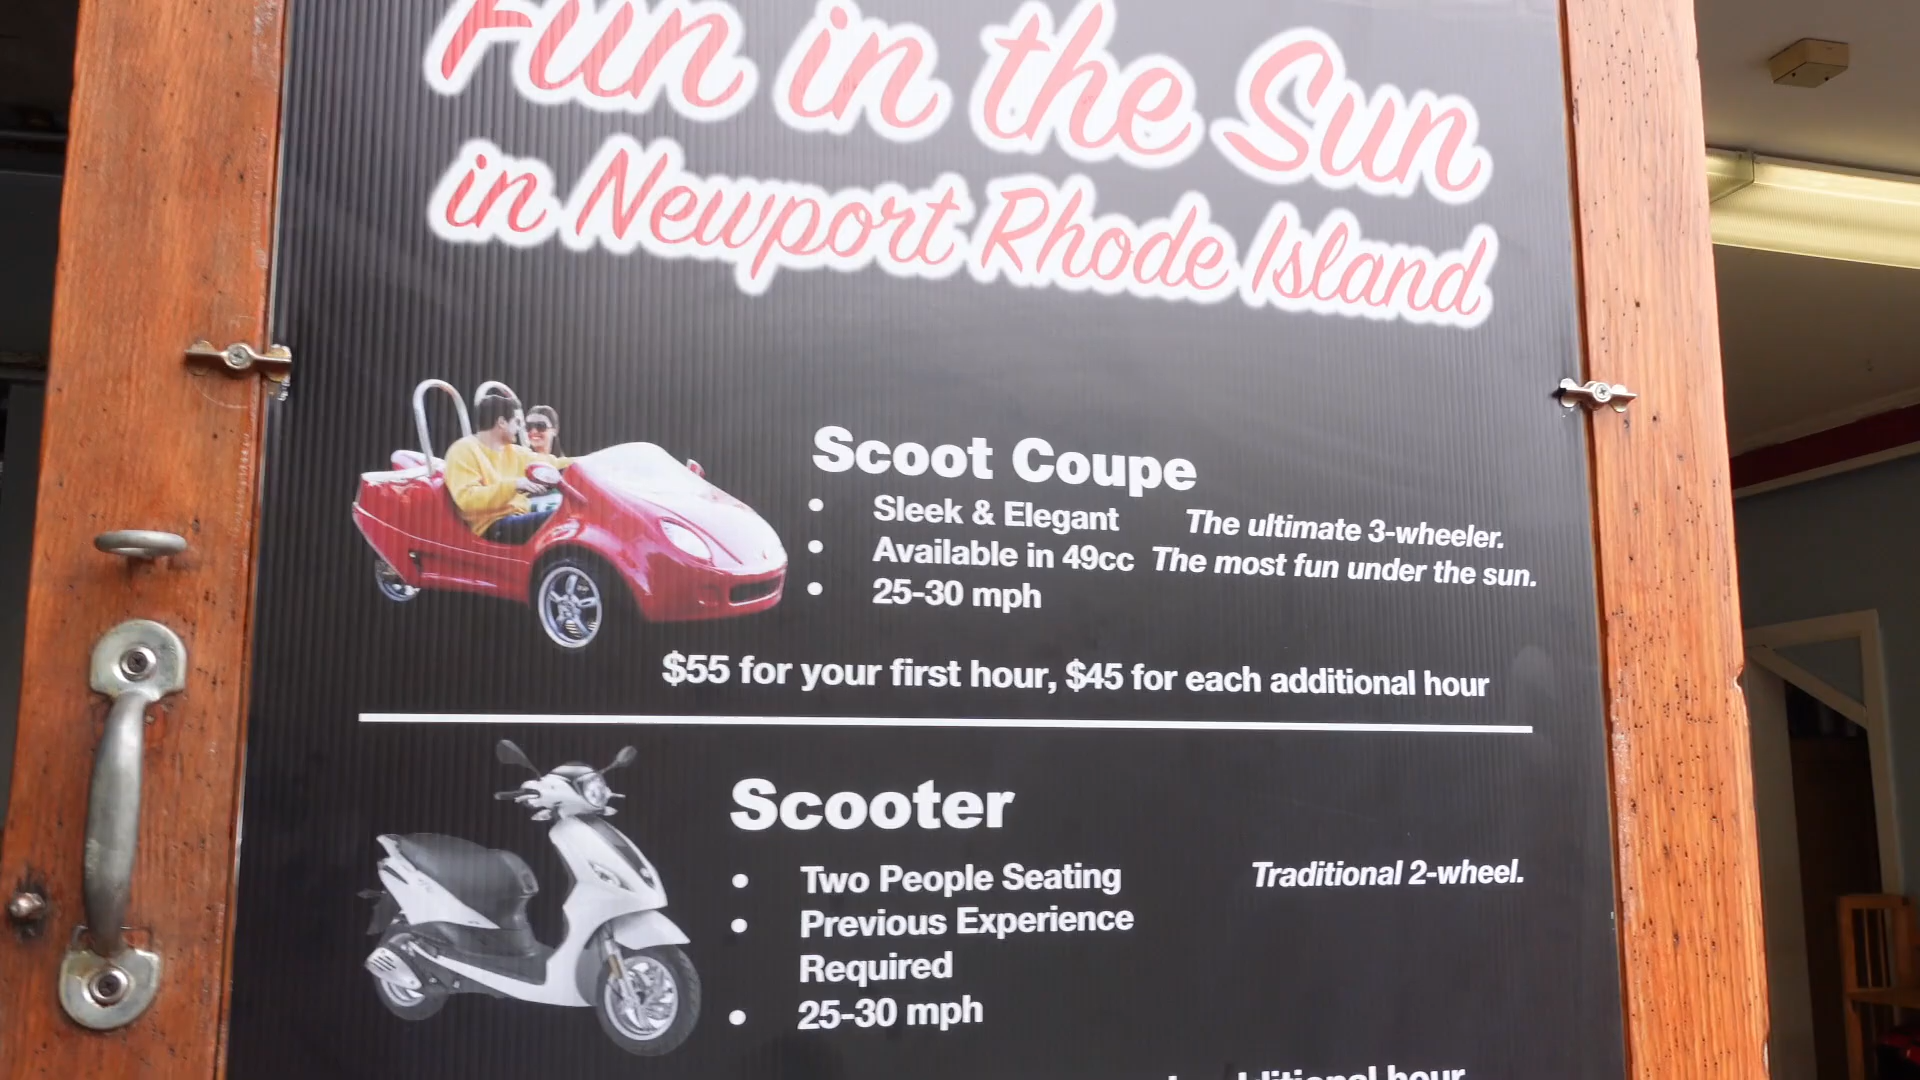 Fun in the Sun
in Newport Rhode Island
Scoot Coupe
• Sleek & Elegant The ultimate 3-wheeler.
• Available in 49cc The most fun under the sun.
• 25-30 mph
$55 for your first hour, $45 for each additional hour
Scooter
• Two People Seating Traditional 2-wheel.
• Previous Experience
Required
• 25-30 mph
additional hour